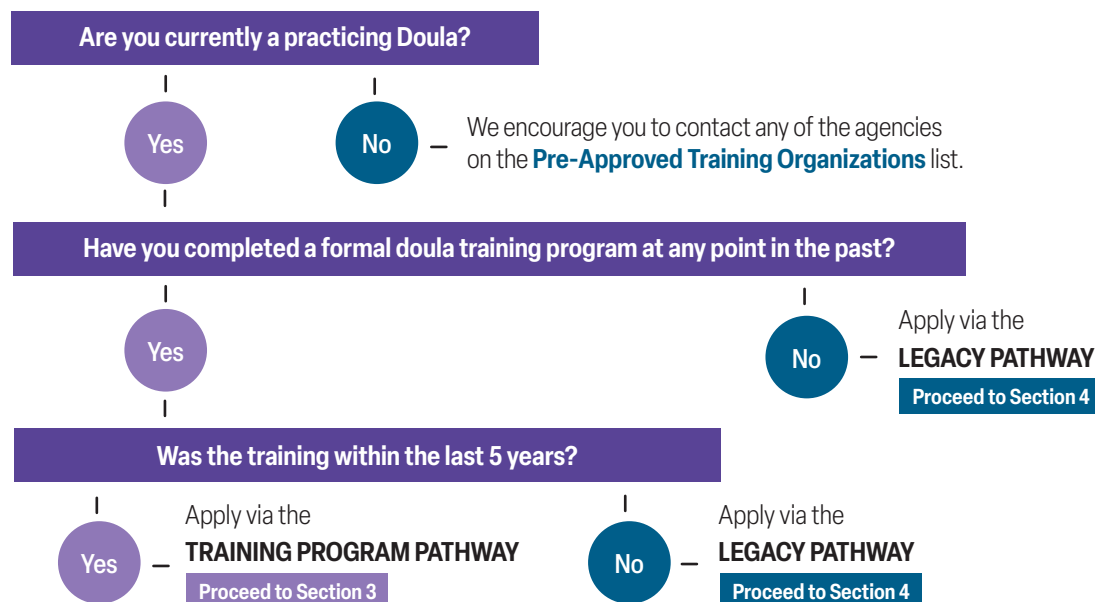 Are you currently a practicing Doula?
Yes
No
We encourage you to contact any of the agencies
on the Pre-Approved Training Organizations list.
Have you completed a formal doula training program at any point in the past?
Yes
No
Apply via the
LEGACY PATHWAY
Proceed to Section 4
Was the training within the last 5 years?
Yes
Apply via the
TRAINING PROGRAM PATHWAY
Proceed to Section 3
No
Apply via the
LEGACY PATHWAY
Proceed to Section 4